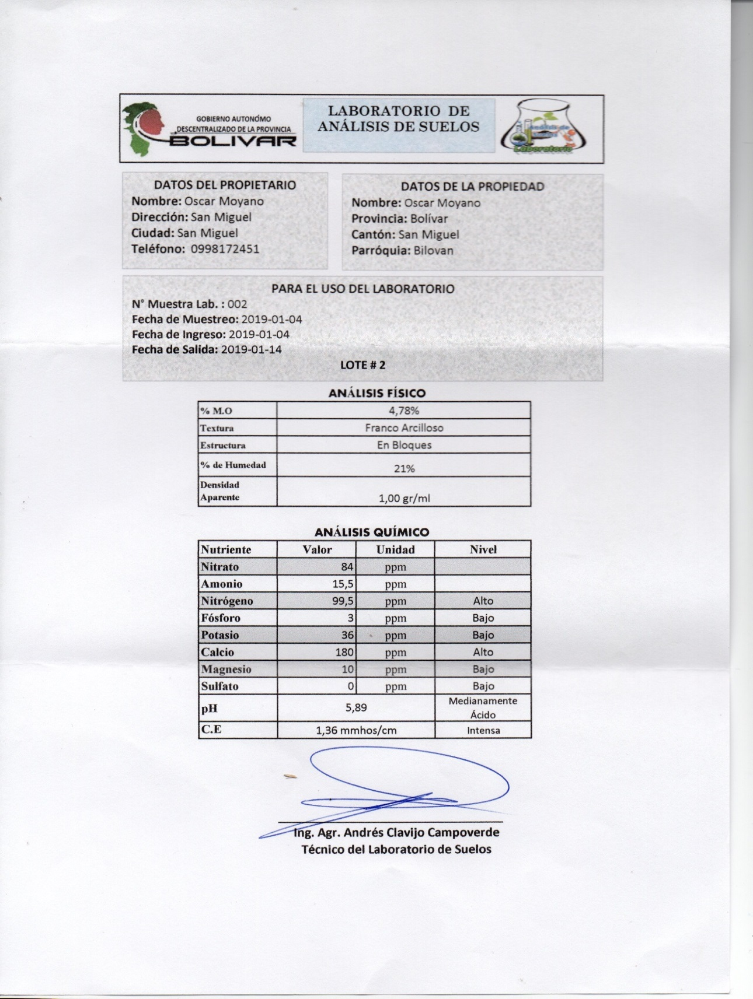 GOBIERNO AUTONÓMO
DESCENTRALIZADO DE LA PROVINCIA
BOLIVAR
LABORATORIO DE
ANÁLISIS DE SUELOS
Análisis de
Laboratorio
DATOS DEL PROPIETARIO
Nombre: Oscar Moyano
Dirección: San Miguel
Ciudad: San Miguel
Teléfono: 0998172451
DATOS DE LA PROPIEDAD
Nombre: Oscar Moyano
Provincia: Bolívar
Cantón: San Miguel
Parróquia: Bilovan
PARA EL USO DEL LABORATORIO
N° Muestra Lab. : 002
Fecha de Muestreo: 2019-01-04
Fecha de Ingreso: 2019-01-04
Fecha de Salida: 2019-01-14
LOTE # 2
ANÁLISIS FÍSICO
% M.O 4,78%
Textura Franco Arcilloso
Estructura En Bloques
% de Humedad 21%
Densidad
Aparente 1,00 gr/ml
ANÁLISIS QUÍMICO
Nutriente Valor Unidad Nivel
Nitrato 84 ppm
Amonio 15,5 ppm
Nitrógeno 99,5 ppm Alto
Fósforo 3 ppm Bajo
Potasio 36 ppm Bajo
Calcio 180 ppm Alto
Magnesio 10 ppm Bajo
Sulfato 0 ppm Bajo
pH 5,89 Medianamente
Ácido
C.E 1,36 mmhos/cm Intensa
Ing. Agr. Andrés Clavijo Campoverde
Técnico del Laboratorio de Suelos